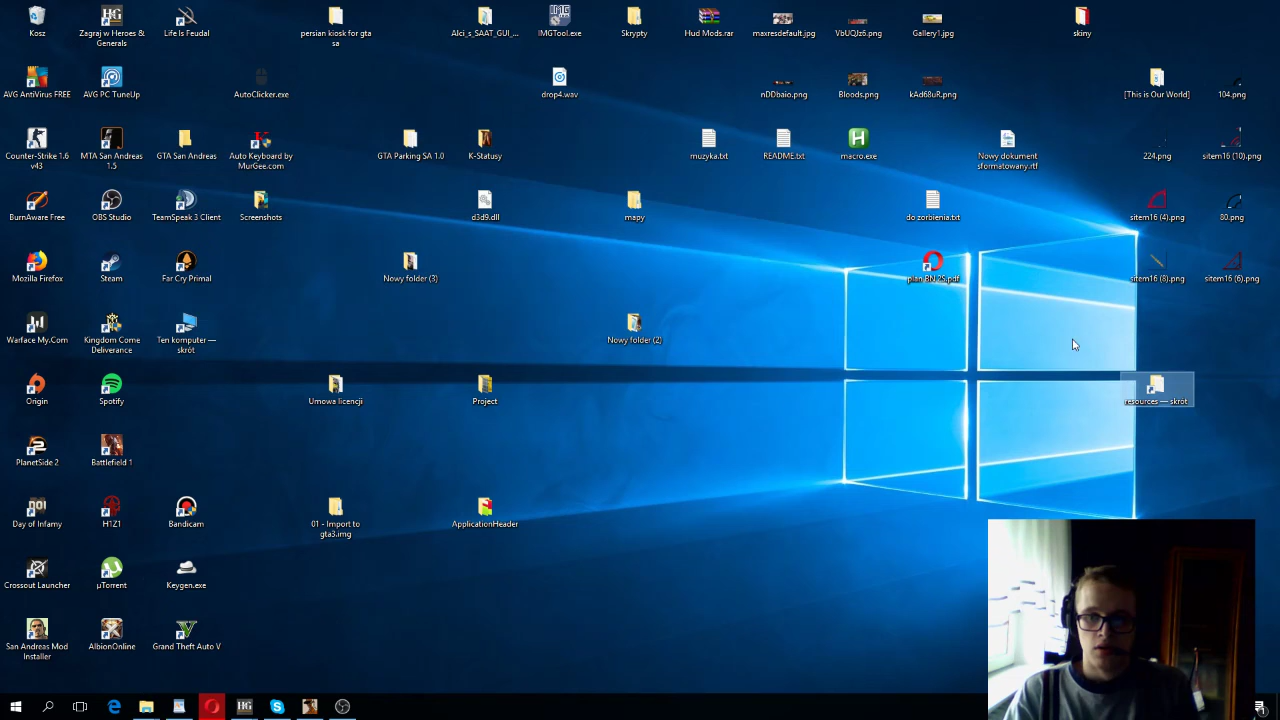 Kosz
Zagraj w Heroes &
Generals
Life Is Feudal
persian kiosk for gta
sa
Alci_s_SAAT_GUI_...
IMGTool.exe
Skrypty
Hud Mods.rar
maxresdefault.jpg
VbUQJz6.png
Gallery1.jpg
skiny
AVG AntiVirus FREE
AVG PC TuneUp
AutoClicker.exe
drop4.wav
nDDbaio.png
Bloods.png
kAd68uR.png
[This is Our World]
104.png
Counter-Strike 1.6
v43
MTA San Andreas
1.5
GTA San Andreas
Auto Keyboard by
MurGee.com
GTA Parking SA 1.0
K-Statusy
muzyka.txt
README.txt
macro.exe
Nowy dokument
sformatowany.rtf
224.png
sitem16 (10).png
BurnAware Free
OBS Studio
TeamSpeak 3 Client
Screenshots
d3d9.dll
mapy
do zorbienia.txt
sitem16 (4).png
80.png
Mozilla Firefox
Steam
Far Cry Primal
Nowy folder (3)
plan BN 25.pdf
sitem16 (8).png
sitem16 (6).png
Warface My.Com
Kingdom Come
Deliverance
Ten komputer —
skrót
Nowy folder (2)
Origin
Spotify
Umowa licencji
Project
resources — skrót
PlanetSide 2
Battlefield 1
Day of Infamy
H1Z1
Bandicam
01 - Import to
gta3.img
ApplicationHeader
Crossout Launcher
µTorrent
Keygen.exe
San Andreas Mod
Installer
AlbionOnline
Grand Theft Auto V